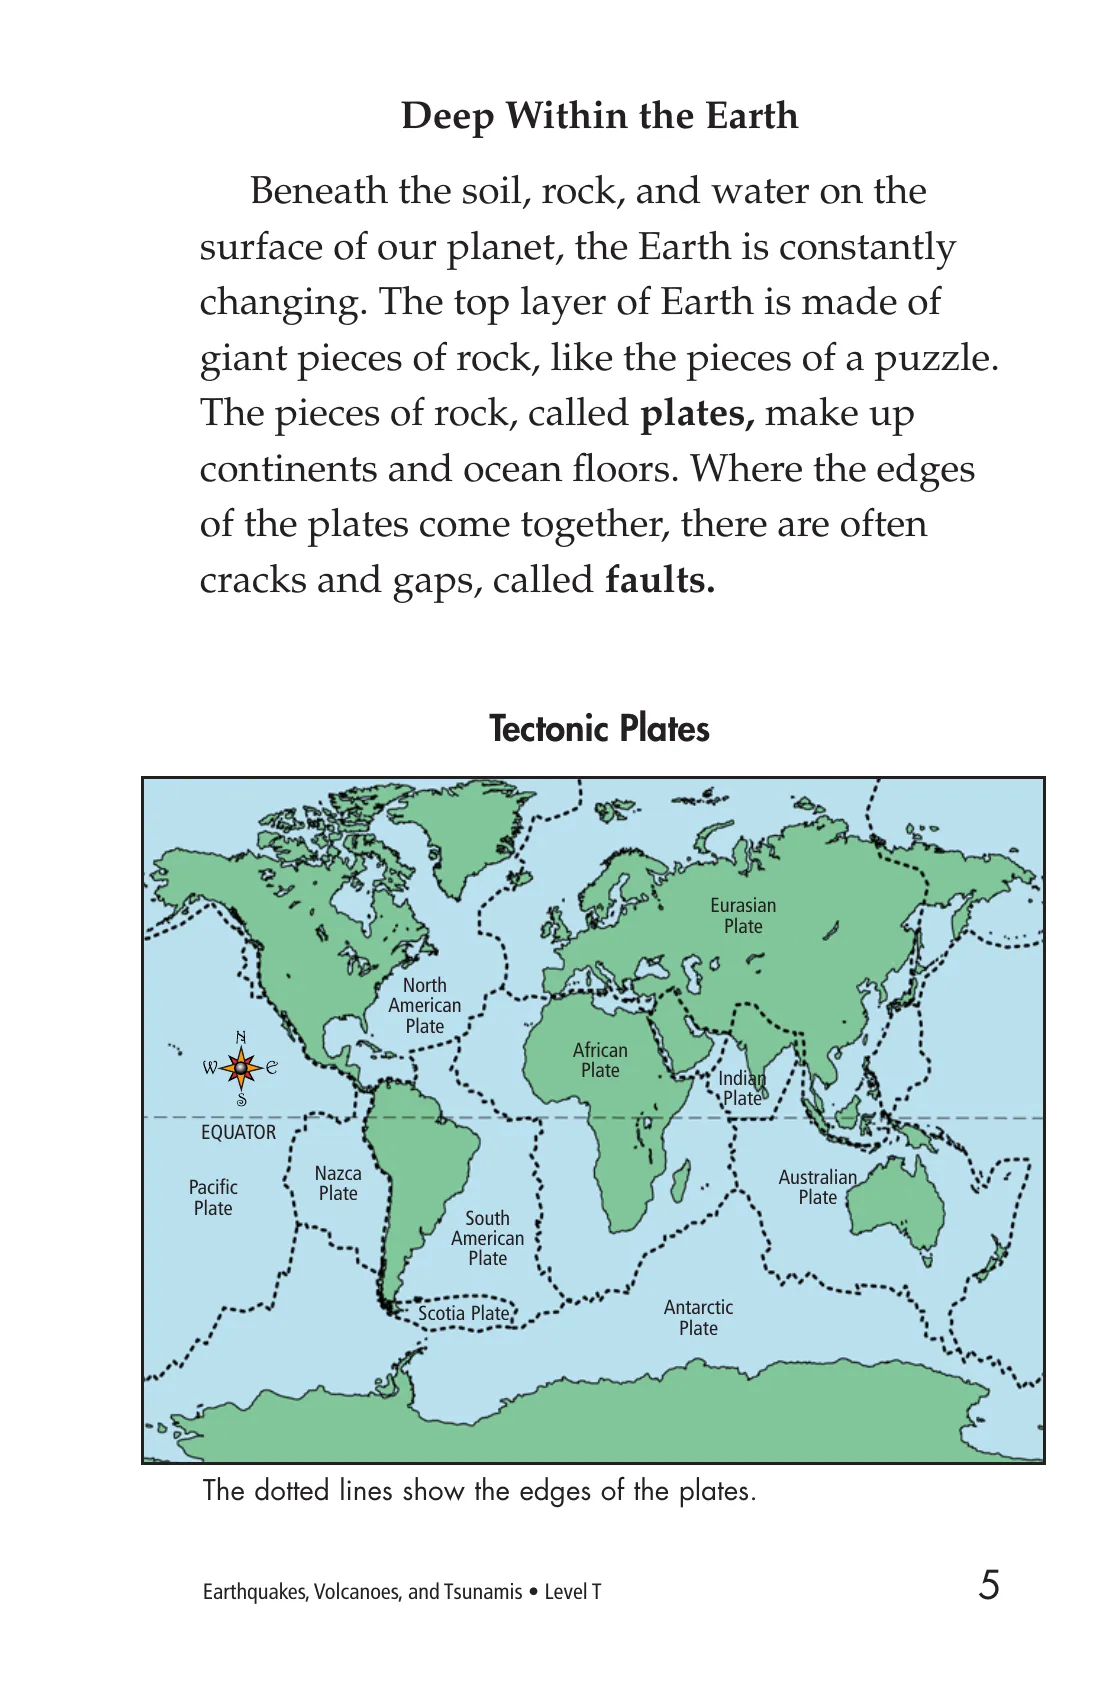 Deep Within the Earth
Beneath the soil, rock, and water on the
surface of our planet, the Earth is constantly
changing. The top layer of Earth is made of
giant pieces of rock, like the pieces of a puzzle.
The pieces of rock, called plates, make up
continents and ocean floors. Where the edges
of the plates come together, there are often
cracks and gaps, called faults.
Tectonic Plates
Eurasian
Plate
North
American
Plate
African
Plate
Indian
Plate
N
W
E
S
EQUATOR
Pacific
Plate
Nazca
Plate
South
American
Plate
Australian
Plate
Scotia Plate
Antarctic
Plate
The dotted lines show the edges of the plates.
Earthquakes, Volcanoes, and Tsunamis • Level T
5